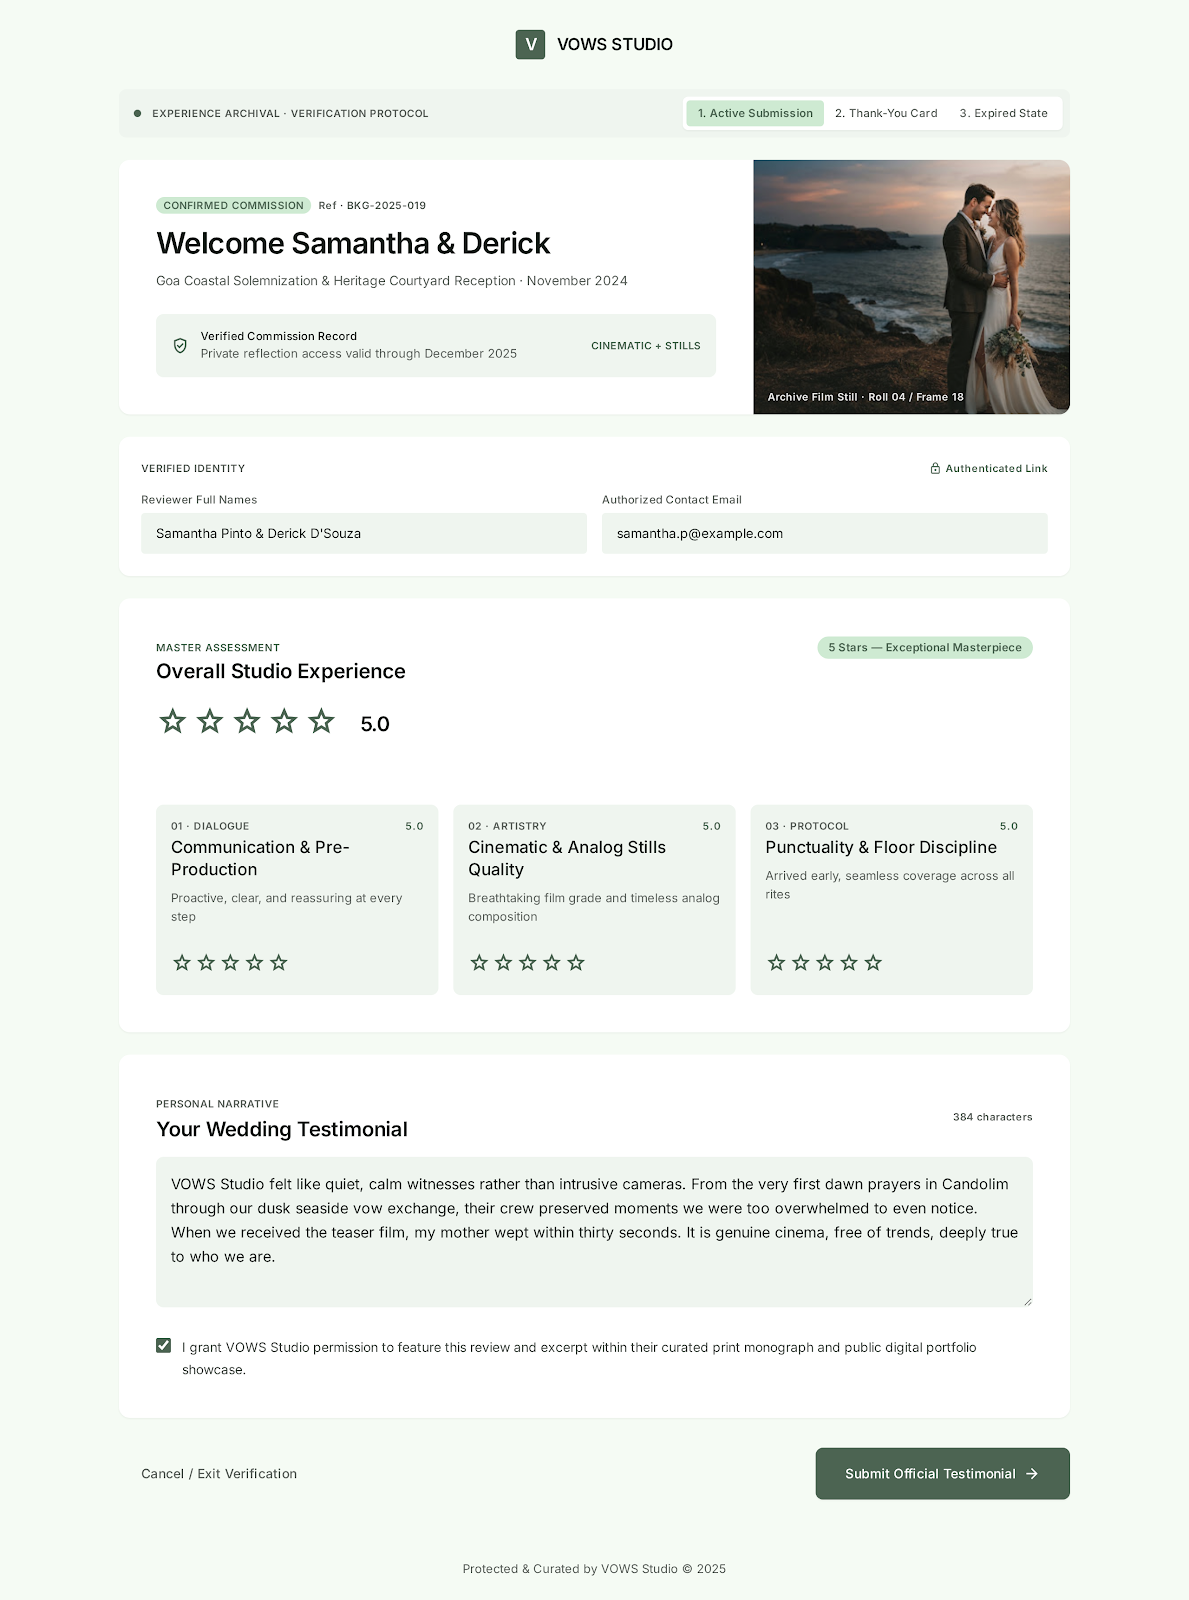 V VOWS STUDIO
EXPERIENCE ARCHIVAL · VERIFICATION PROTOCOL
1. Active Submission
2. Thank-You Card
3. Expired State
CONFIRMED COMMISSION
Ref · BKG-2025-019
Welcome Samantha & Derick
Goa Coastal Solemnization & Heritage Courtyard Reception · November 2024
Verified Commission Record
Private reflection access valid through December 2025
CINEMATIC + STILLS
Archive Film Still · Roll 04 / Frame 18
VERIFIED IDENTITY
Authenticated Link
Reviewer Full Names
Samantha Pinto & Derick D'Souza
Authorized Contact Email
samantha.p@example.com
MASTER ASSESSMENT
Overall Studio Experience
5 Stars — Exceptional Masterpiece
5.0
01 · DIALOGUE
5.0
Communication & Pre-
Production
Proactive, clear, and reassuring at every
step
02 · ARTISTRY
5.0
Cinematic & Analog Stills
Quality
Breathtaking film grade and timeless analog
composition
03 · PROTOCOL
5.0
Punctuality & Floor Discipline
Arrived early, seamless coverage across all
rites
PERSONAL NARRATIVE
Your Wedding Testimonial
384 characters
VOWS Studio felt like quiet, calm witnesses rather than intrusive cameras. From the very first dawn prayers in Candolim
through our dusk seaside vow exchange, their crew preserved moments we were too overwhelmed to even notice.
When we received the teaser film, my mother wept within thirty seconds. It is genuine cinema, free of trends, deeply true
to who we are.
I grant VOWS Studio permission to feature this review and excerpt within their curated print monograph and public digital portfolio
showcase.
Cancel / Exit Verification
Submit Official Testimonial
Protected & Curated by VOWS Studio © 2025